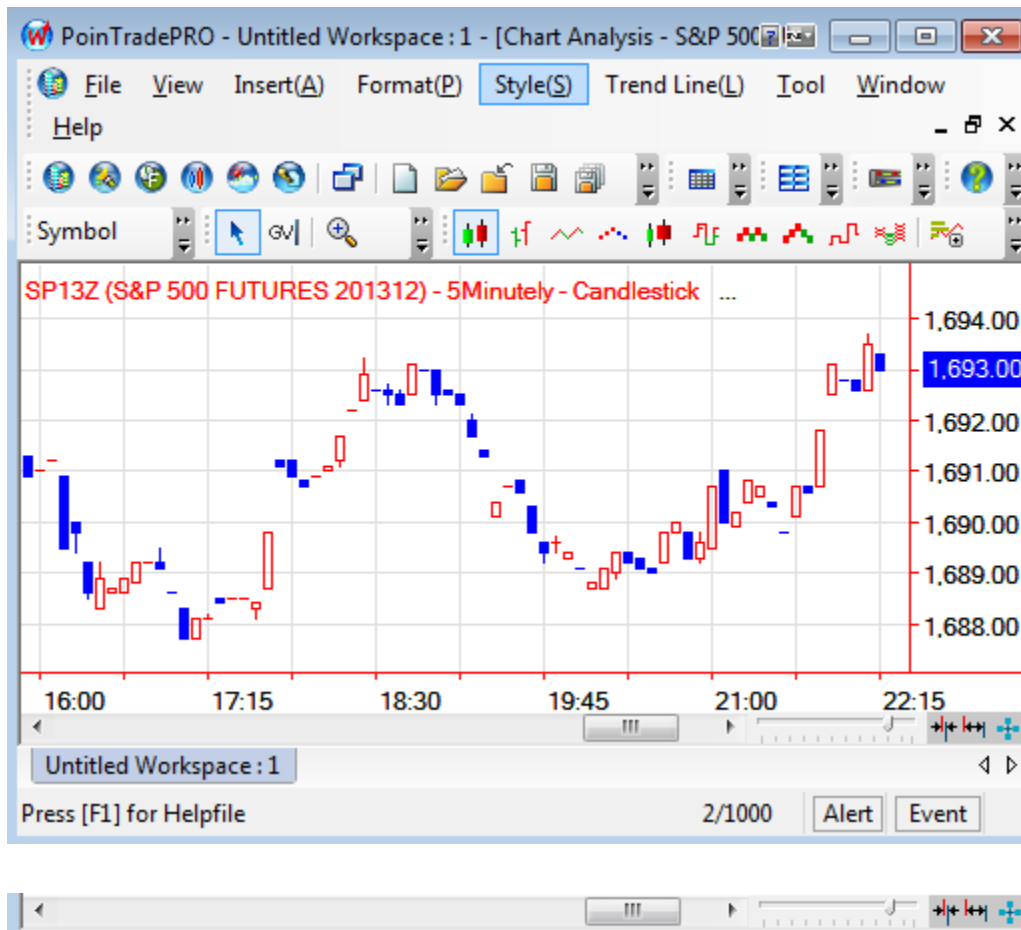 PoinTradePRO - Untitled Workspace : 1 - [Chart Analysis - S&P 500
File View Insert(A) Format(P) Style(S) Trend Line(L) Tool Window
Help
Symbol GV
SP13Z (S&P 500 FUTURES 201312) - 5Minutely - Candlestick ...
1,694.00
1,693.00
1,692.00
1,691.00
1,690.00
1,689.00
1,688.00
16:00 17:15 18:30 19:45 21:00 22:15
Untitled Workspace : 1
Press [F1] for Helpfile 2/1000 Alert Event